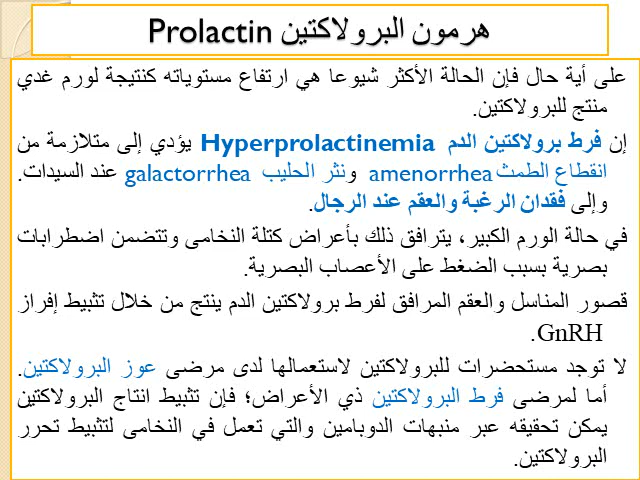 هرمون البرولاكتين Prolactin
على أية حال فإن الحالة الأكثر شيوعا هي ارتفاع مستوياته كنتيجة لورم غدي
منتج للبرولاكتين.
إن فرط برولاكتين الدم Hyperprolactinemia يؤدي إلى متلازمة من
انقطاع الطمث amenorrhea ونثر الحليب galactorrhea عند السيدات.
وإلى فقدان الرغبة والعقم عند الرجال.
في حالة الورم الكبير، يترافق ذلك بأعراض كتلة النخامى وتتضمن اضطرابات
بصرية بسبب الضغط على الأعصاب البصرية.
قصور المناسل والعقم المرافق لفرط برولاكتين الدم ينتج من خلال تثبيط إفراز
GnRH.
لا توجد مستحضرات للبرولاكتين لاستعمالها لدى مرضى عوز البرولاكتين.
أما لمرضى فرط البرولاكتين ذي الأعراض؛ فإن تثبيط انتاج البرولاكتين
يمكن تحقيقه عبر منبهات الدوبامين والتي تعمل في النخامى لتثبيط تحرر
البرولاكتين.